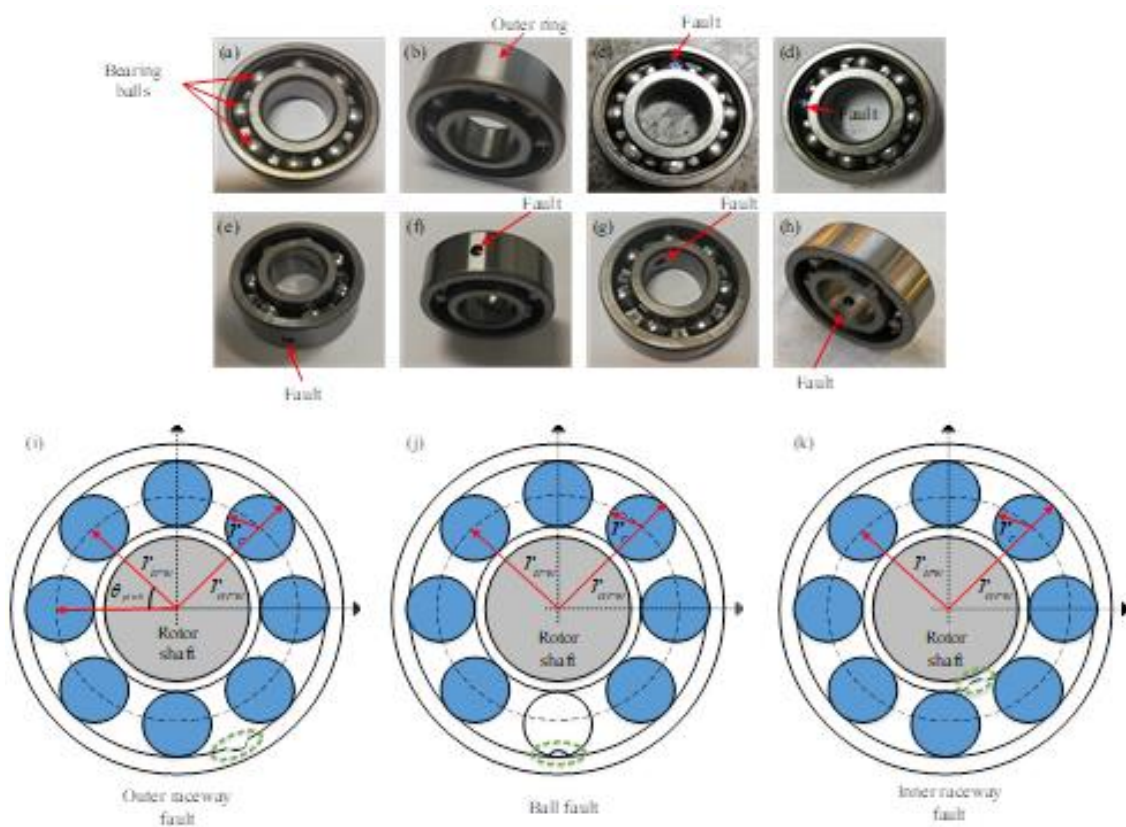 Outer ring
Fault
(a)
(b)
(c)
(d)
Bearing
balls
Fault
Fault
Fault
(e)
(f)
(g)
(h)
Fault
Fault
(i)
(j)
(k)
θ
Rotor
shaft
Rotor
shaft
Rotor
shaft
Outer raceway
fault
Ball fault
Inner raceway
fault